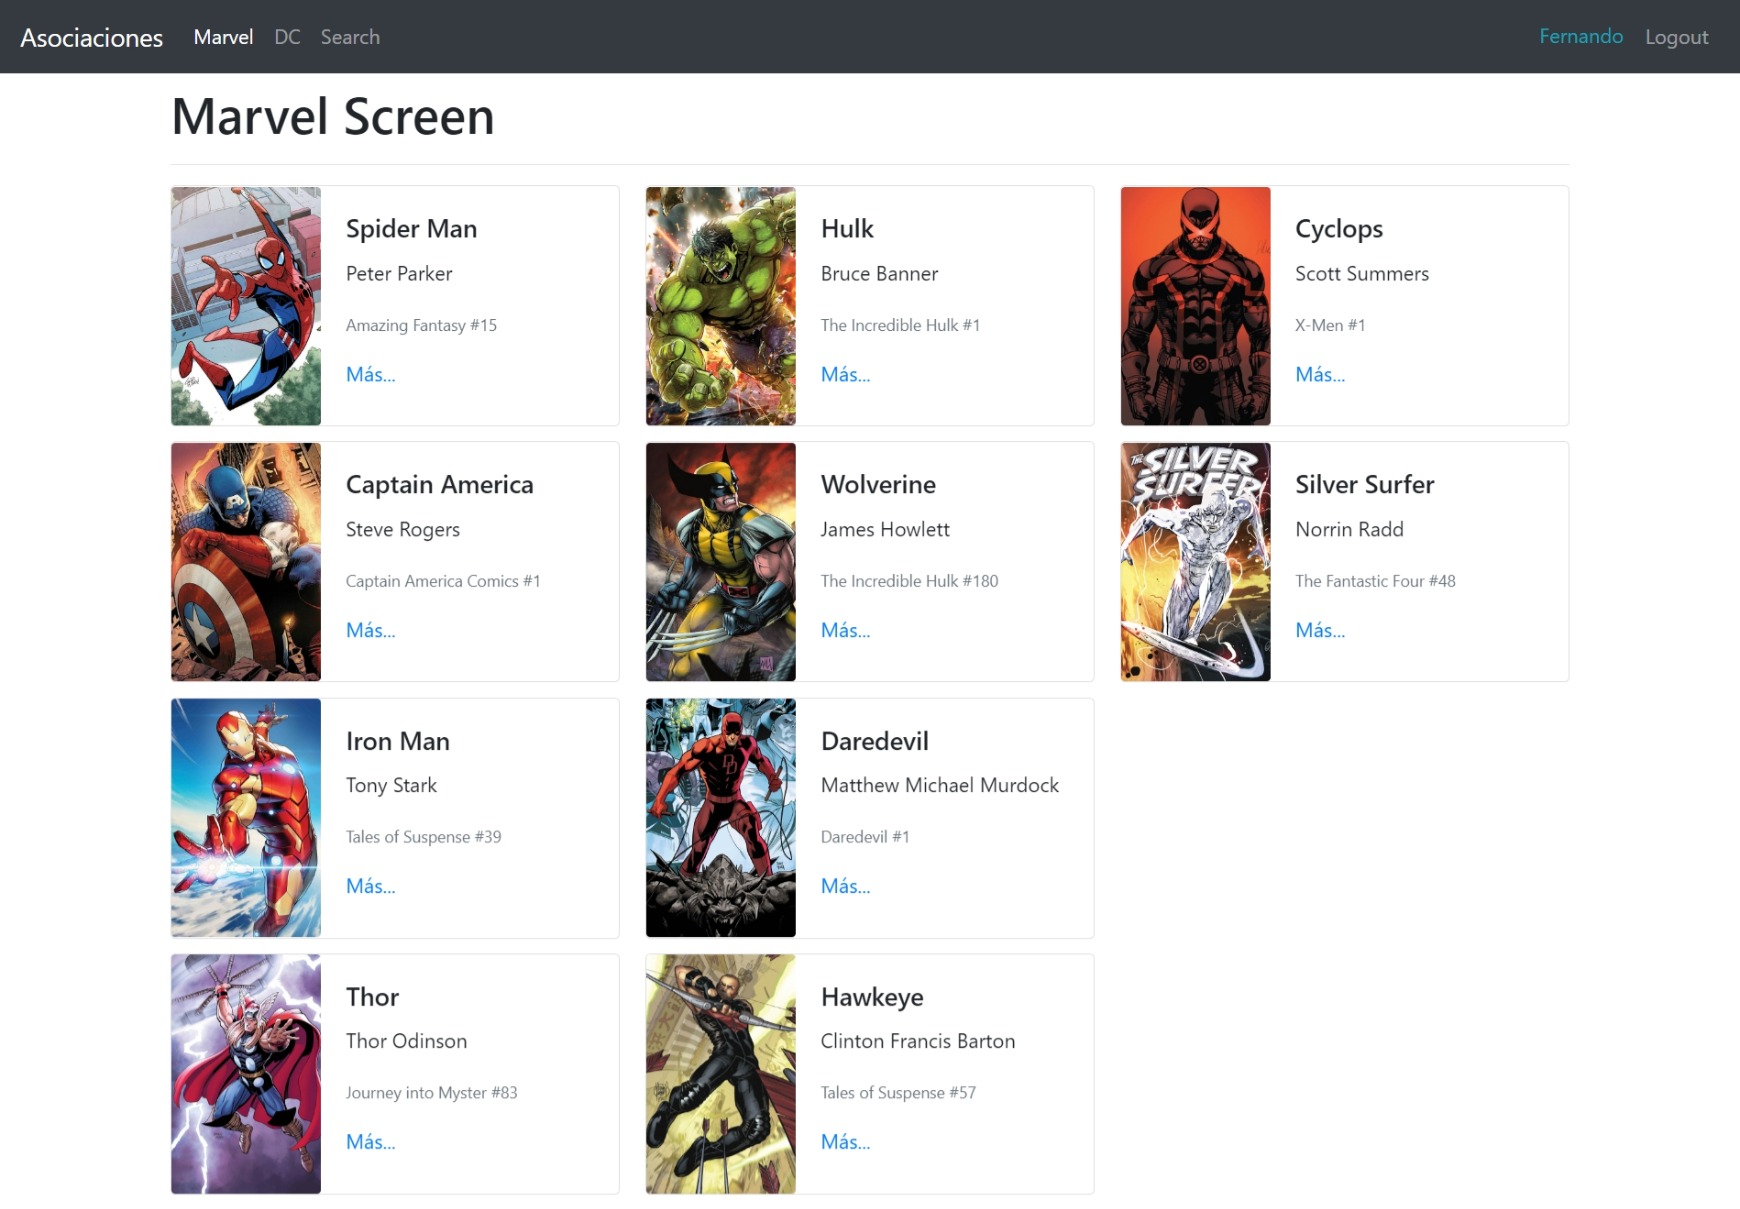 Asociaciones Marvel DC Search Fernando Logout
Marvel Screen
Spider Man
Peter Parker
Amazing Fantasy #15
Más...
Captain America
Steve Rogers
Captain America Comics #1
Más...
Iron Man
Tony Stark
Tales of Suspense #39
Más...
Thor
Thor Odinson
Journey into Myster #83
Más...
Hulk
Bruce Banner
The Incredible Hulk #1
Más...
Wolverine
James Howlett
The Incredible Hulk #180
Más...
Daredevil
Matthew Michael Murdock
Daredevil #1
Más...
Hawkeye
Clinton Francis Barton
Tales of Suspense #57
Más...
Cyclops
Scott Summers
X-Men #1
Más...
THE SILVER
SURFER
Silver Surfer
Norrin Radd
The Fantastic Four #48
Más...